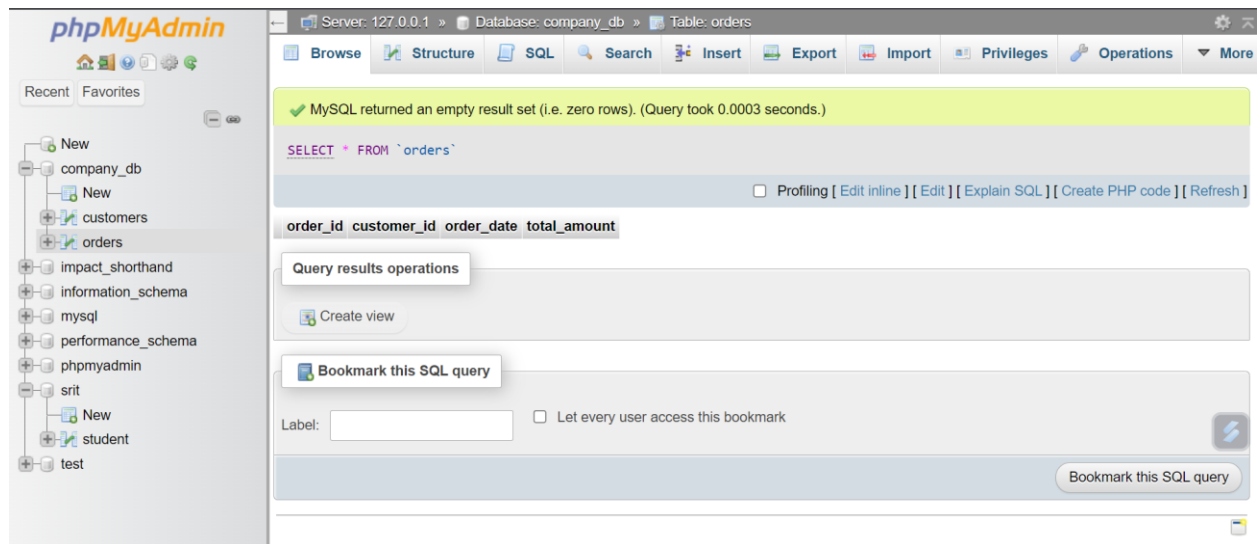 phpMyAdmin
Recent Favorites
New
company_db
New
customers
orders
impact_shorthand
information_schema
mysql
performance_schema
phpmyadmin
srit
New
student
test
Server: 127.0.0.1 » Database: company_db » Table: orders
Browse Structure SQL Search Insert Export Import Privileges Operations More
MySQL returned an empty result set (i.e. zero rows). (Query took 0.0003 seconds.)
SELECT * FROM `orders`
Profiling [ Edit inline ] [ Edit ] [ Explain SQL ] [ Create PHP code ] [ Refresh ]
order_id customer_id order_date total_amount
Query results operations
Create view
Bookmark this SQL query
Label: Let every user access this bookmark
Bookmark this SQL query